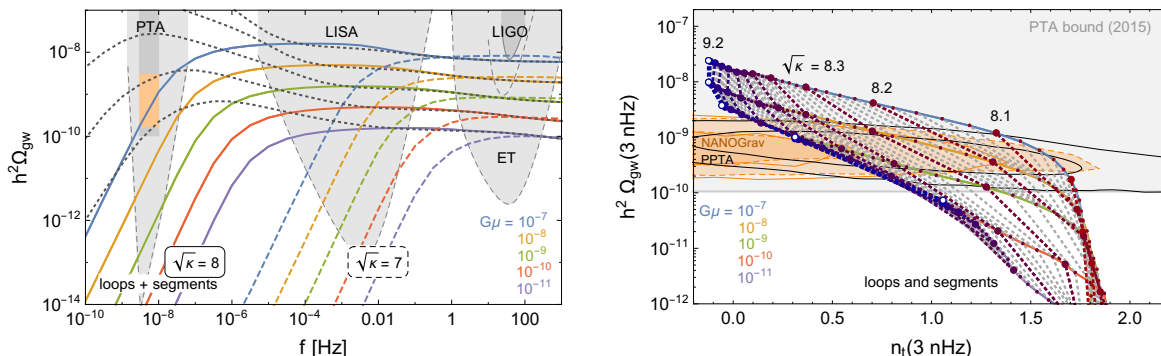 PTA
LISA
LIGO
ET
Gμ = 10⁻⁷
10⁻⁸
10⁻⁹
10⁻¹⁰
10⁻¹¹
√κ = 8
√κ = 7
loops + segments
10⁻⁸
10⁻¹⁰
10⁻¹²
10⁻¹⁴
h²Ωgw
10⁻¹⁰
10⁻⁸
10⁻⁶
10⁻⁴
0.01
1
100
f [Hz]
PTA bound (2015)
9.2
√κ = 8.3
8.2
8.1
NANOGrav
PPTA
Gμ = 10⁻⁷
10⁻⁸
10⁻⁹
10⁻¹⁰
10⁻¹¹
loops and segments
10⁻⁷
10⁻⁸
10⁻⁹
10⁻¹⁰
10⁻¹¹
10⁻¹²
h² Ωgw(3 nHz)
0.0
0.5
1.0
1.5
2.0
nt(3 nHz)